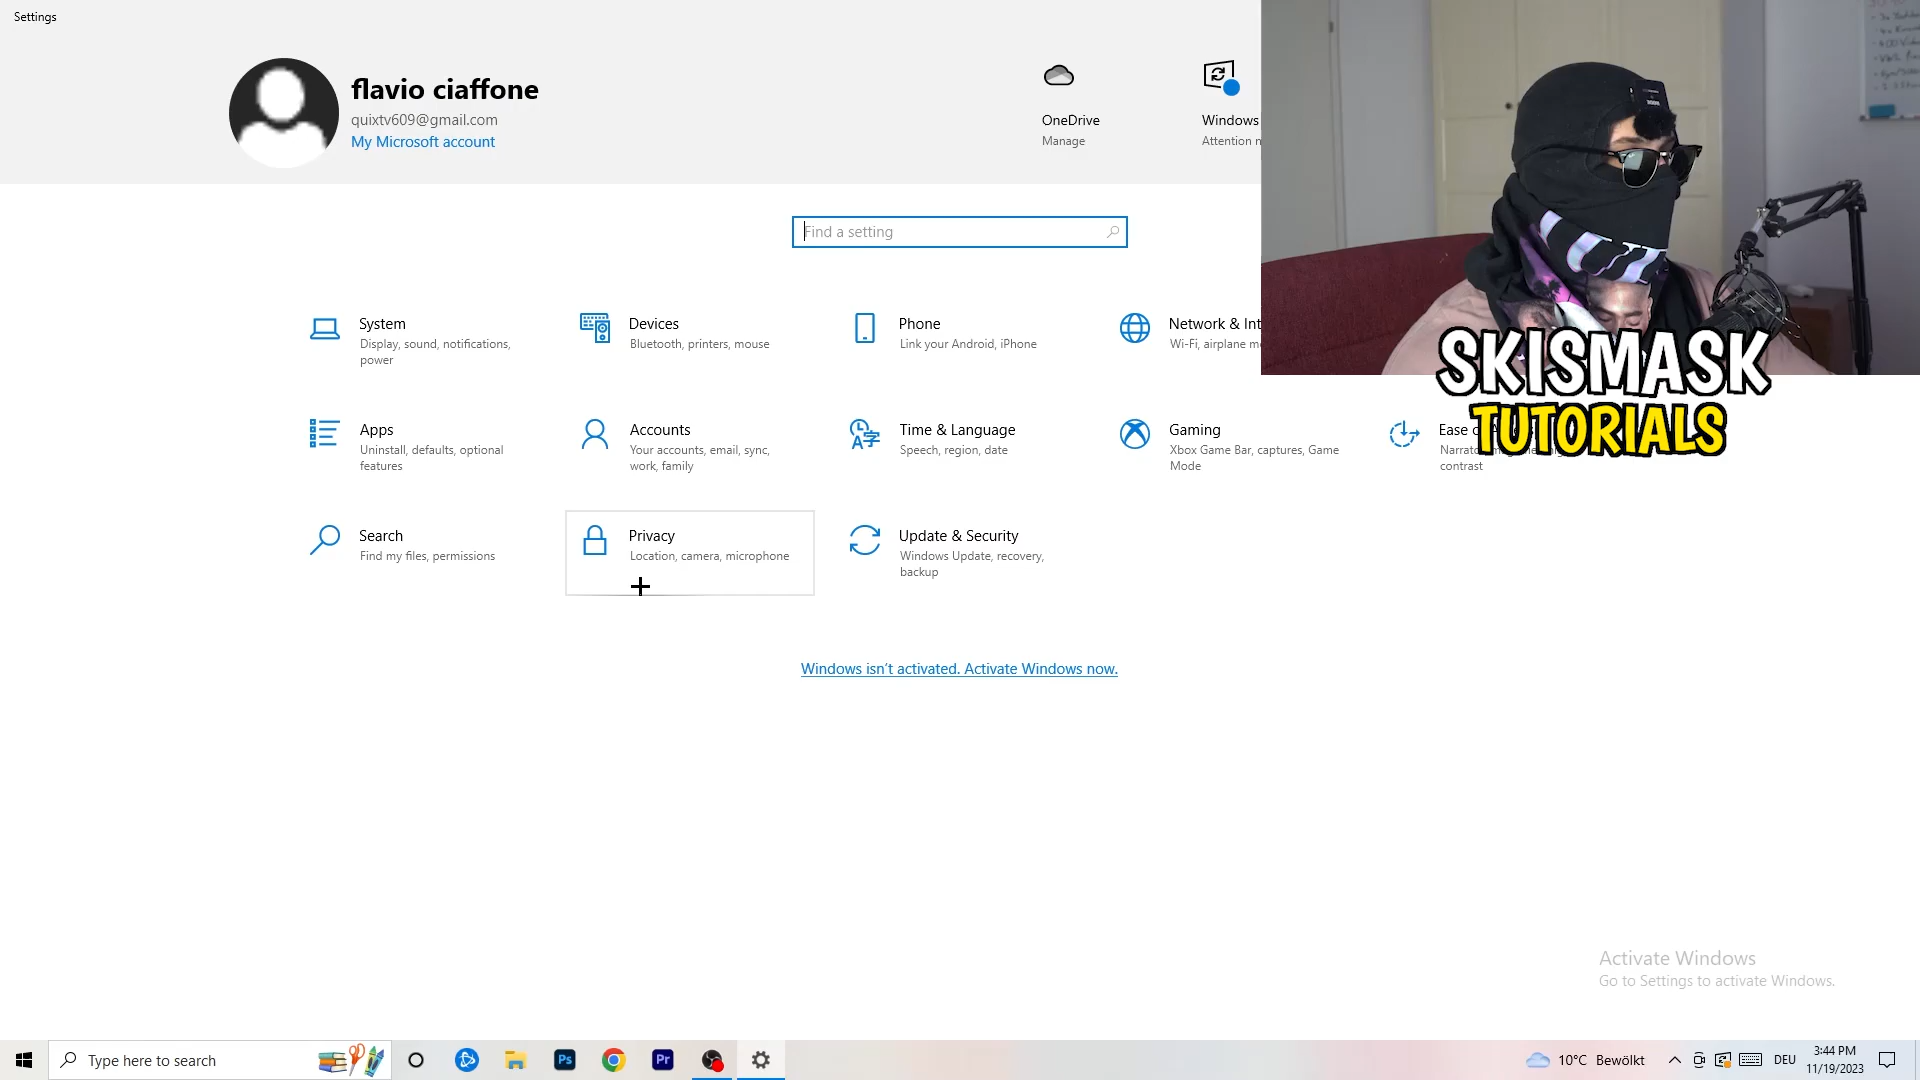 Settings
flavio ciaffone
quixtv609@gmail.com
My Microsoft account
OneDrive
Manage
Windows
Attention
Find a setting
System
Display, sound, notifications,
power
Devices
Bluetooth, printers, mouse
Phone
Link your Android, iPhone
Network & Int
Wi-Fi, airplane
SKISMASK
TUTORIALS
Apps
Uninstall, defaults, optional
features
Accounts
Your accounts, email, sync,
work, family
Time & Language
Speech, region, date
Gaming
Xbox Game Bar, captures, Game
Mode
Ease
contrast
Search
Find my files, permissions
Privacy
Location, camera, microphone
Update & Security
Windows Update, recovery,
backup
Windows isn't activated. Activate Windows now.
Activate Windows
Go to Settings to activate Windows.
Type here to search
Ps
Pr
10°C Bewölkt
DEU
3:44 PM
11/19/2023